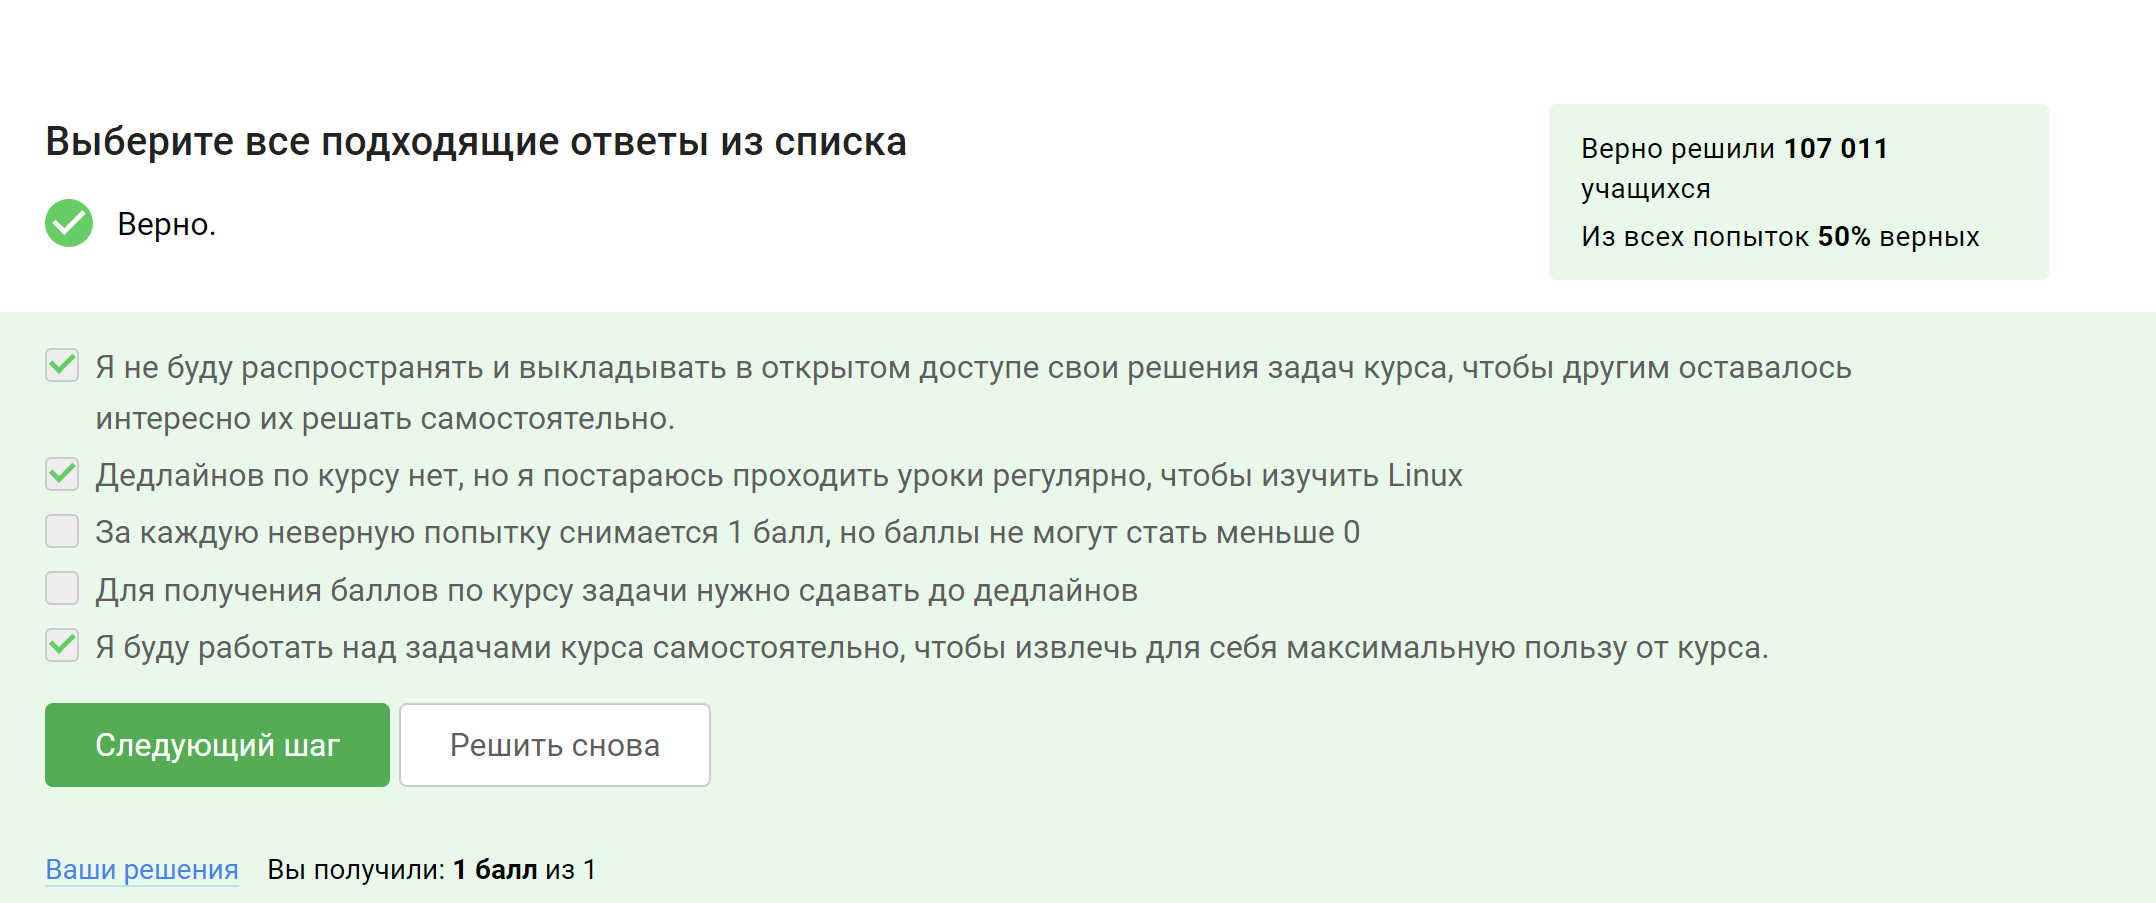 Выберите все подходящие ответы из списка
Верно.
Верно решили 107 011
учащихся
Из всех попыток 50% верных
Я не буду распространять и выкладывать в открытом доступе свои решения задач курса, чтобы другим оставалось
интересно их решать самостоятельно.
Дедлайнов по курсу нет, но я постараюсь проходить уроки регулярно, чтобы изучить Linux
За каждую неверную попытку снимается 1 балл, но баллы не могут стать меньше 0
Для получения баллов по курсу задачи нужно сдавать до дедлайнов
Я буду работать над задачами курса самостоятельно, чтобы извлечь для себя максимальную пользу от курса.
Следующий шаг
Решить снова
Ваши решения
Вы получили: 1 балл из 1